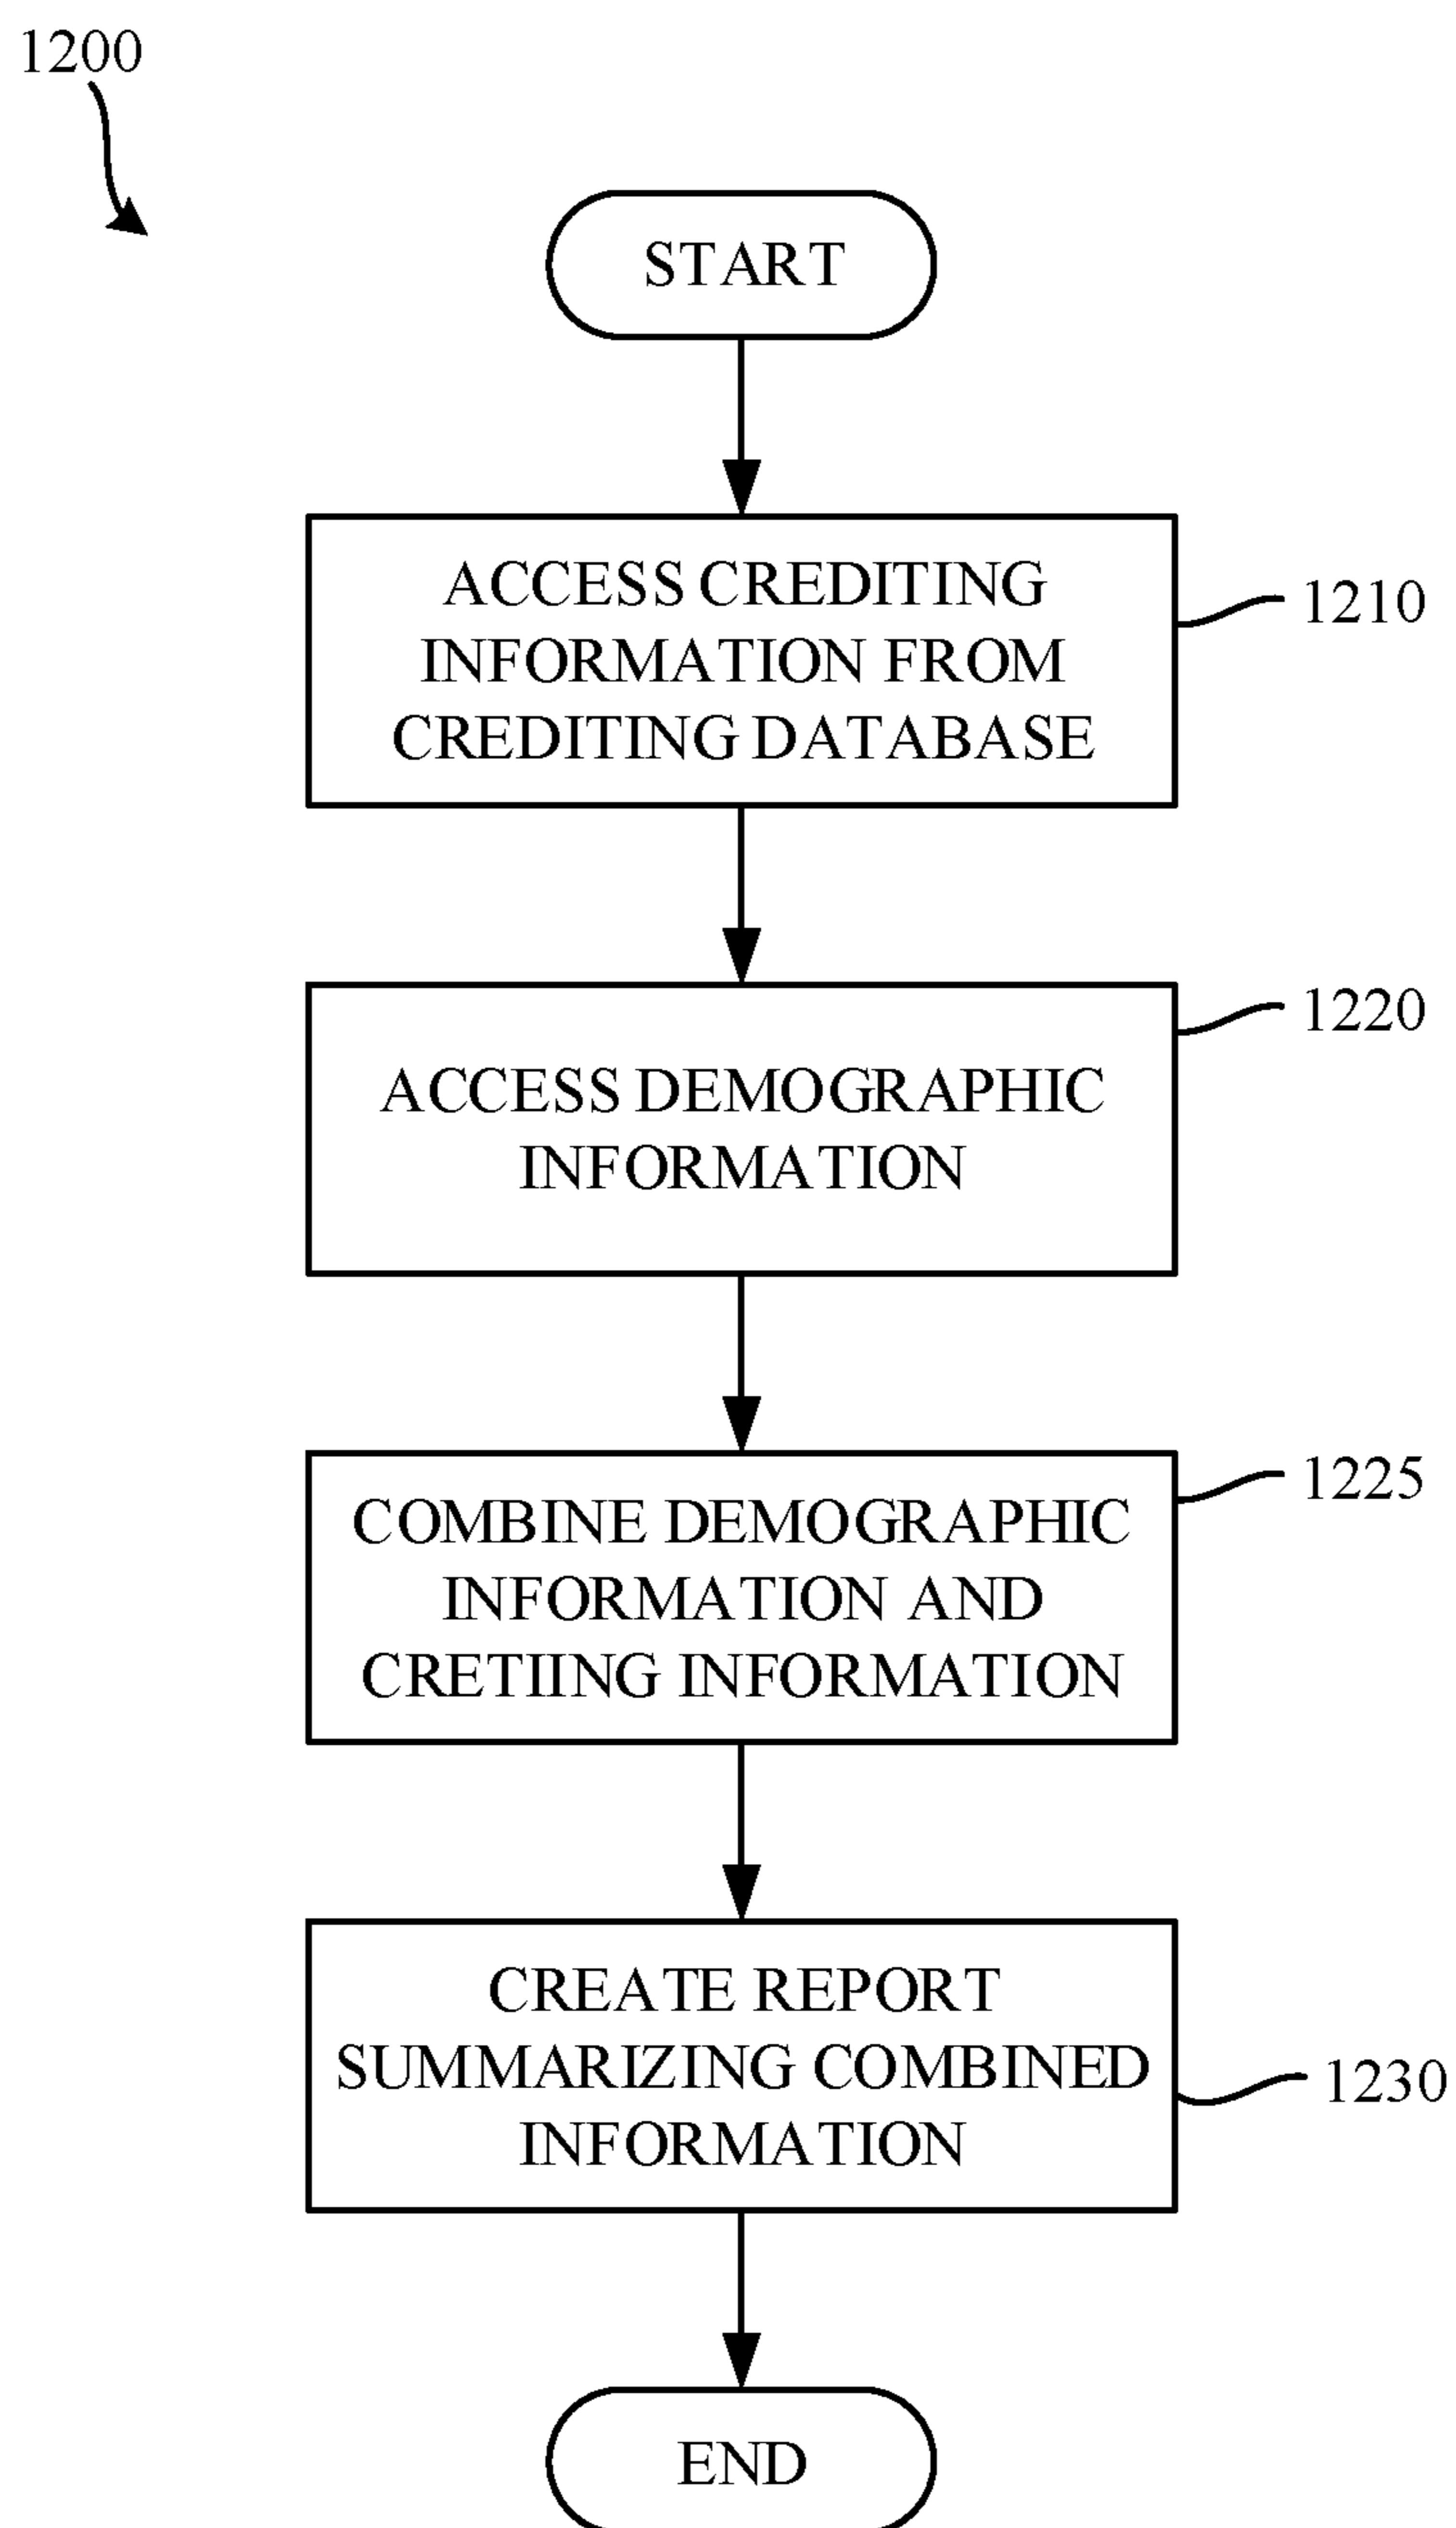 1200
START
ACCESS CREDITING
INFORMATION FROM
CREDITING DATABASE
1210
ACCESS DEMOGRAPHIC
INFORMATION
1220
COMBINE DEMOGRAPHIC
INFORMATION AND
CRETIING INFORMATION
1225
CREATE REPORT
SUMMARIZING COMBINED
INFORMATION
1230
END